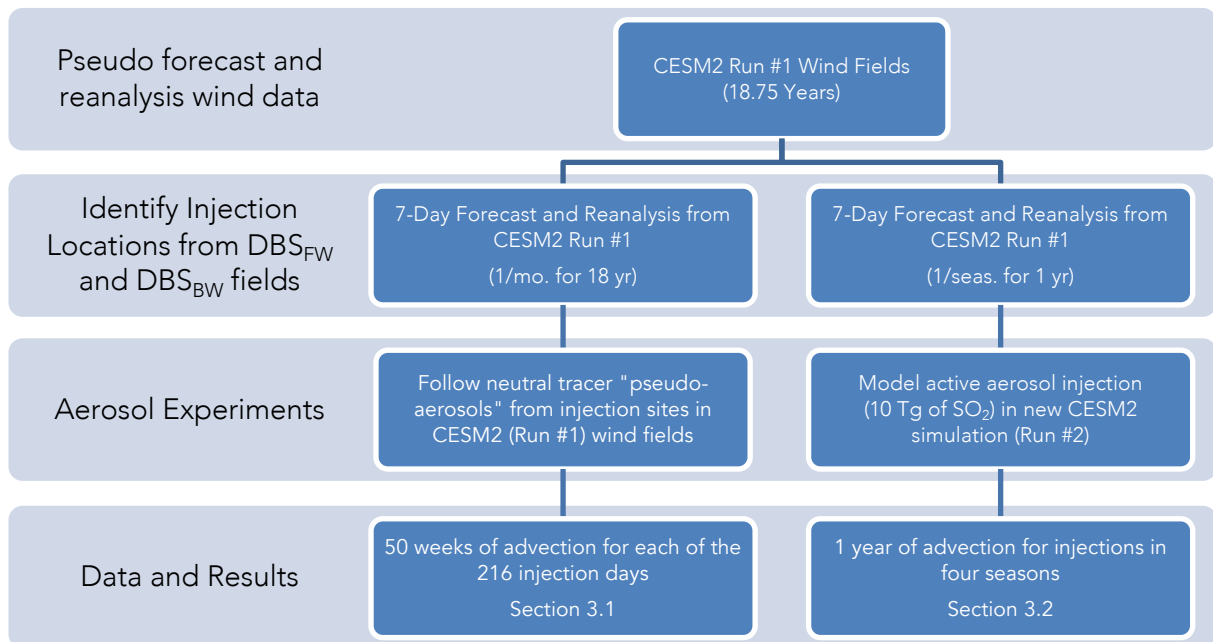 Pseudo forecast and
reanalysis wind data
CESM2 Run #1 Wind Fields
(18.75 Years)
Identify Injection
Locations from DBS_FW
and DBS_BW fields
7-Day Forecast and Reanalysis from
CESM2 Run #1
(1/mo. for 18 yr)
7-Day Forecast and Reanalysis from
CESM2 Run #1
(1/seas. for 1 yr)
Aerosol Experiments
Follow neutral tracer "pseudo-
aerosols" from injection sites in
CESM2 (Run #1) wind fields
Model active aerosol injection
(10 Tg of SO₂) in new CESM2
simulation (Run #2)
Data and Results
50 weeks of advection for each of the
216 injection days
Section 3.1
1 year of advection for injections in
four seasons
Section 3.2